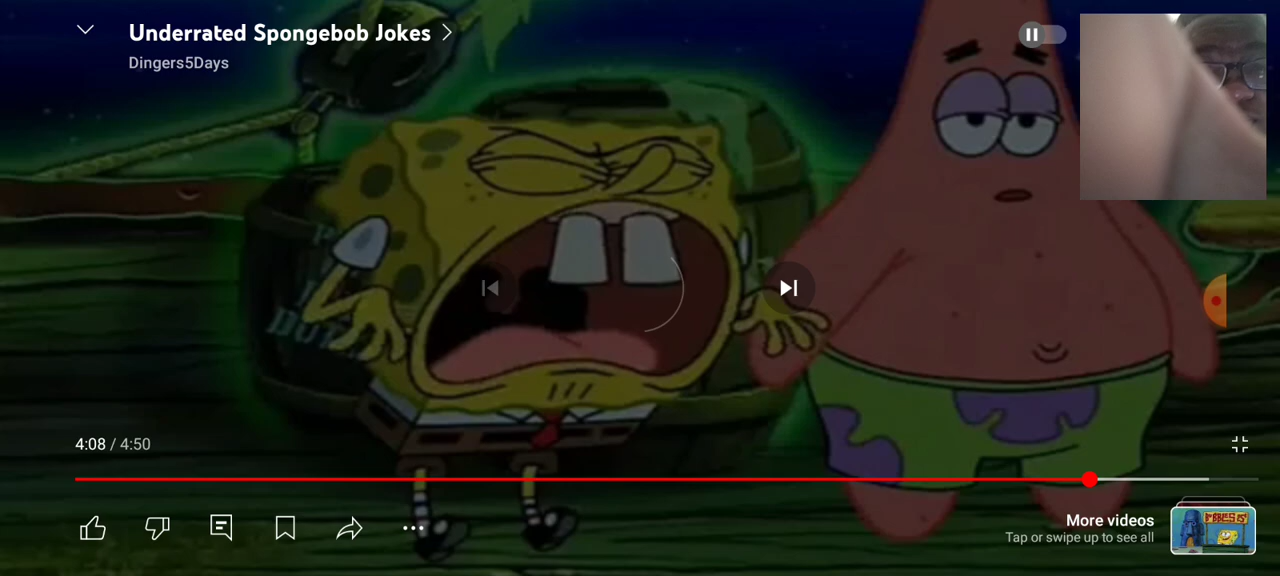 Underrated Spongebob Jokes
Dingers5Days
4:08 / 4:50
More videos
Tap or swipe up to see all